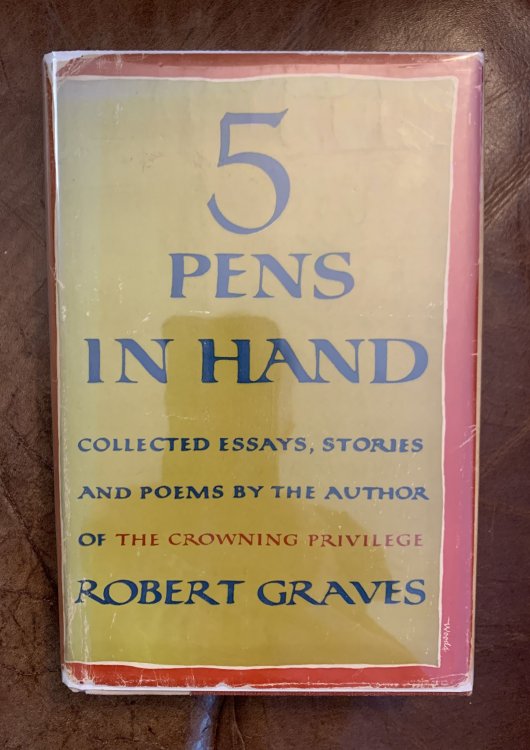 5
PENS
IN HAND
COLLECTED ESSAYS, STORIES
AND POEMS BY THE AUTHOR
OF THE CROWNING PRIVILEGE
ROBERT GRAVES